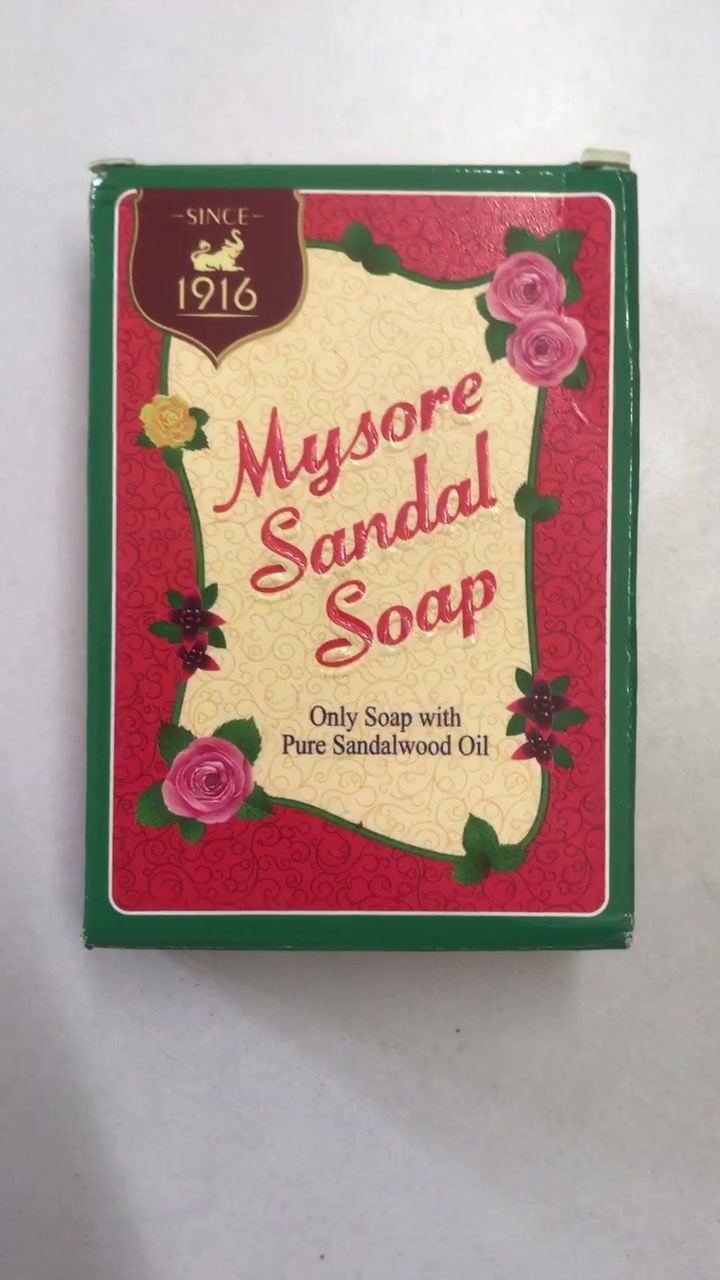 -SINCE-
1916
Mysore
Sandal
Soap
Only Soap with
Pure Sandalwood Oil